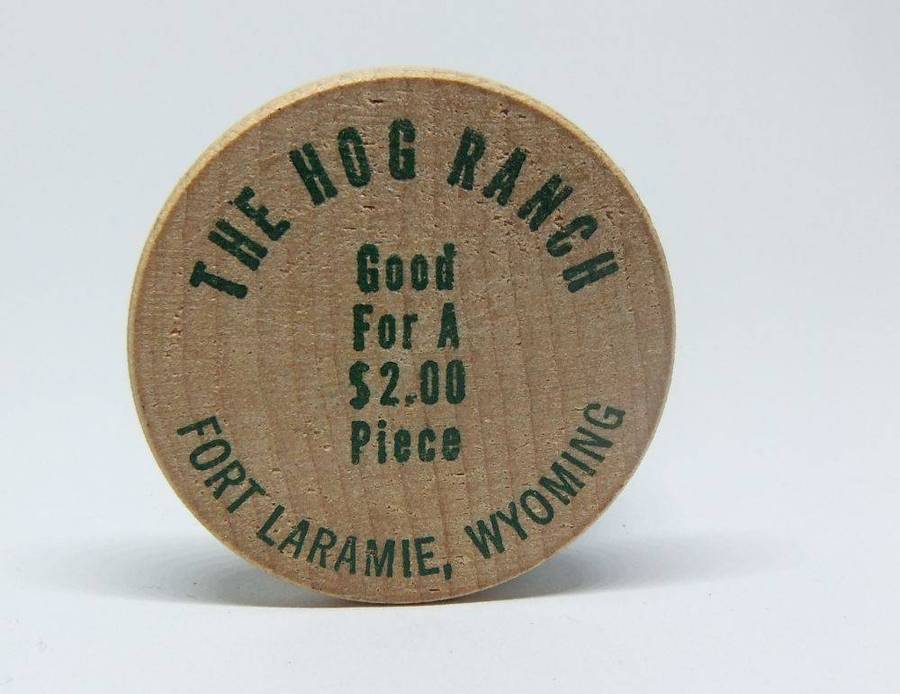 THE HOG RANCH
Good
For A
$2.00
Piece
FORT LARAMIE, WYOMING